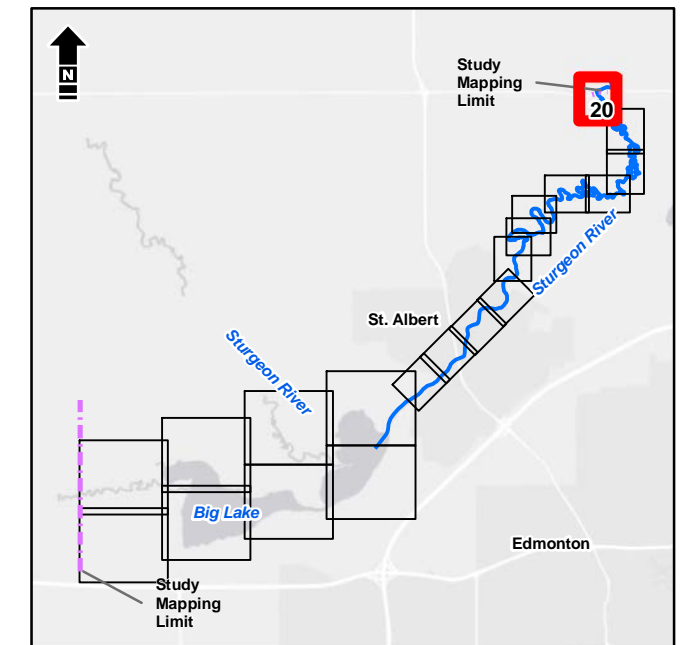 N
Study
Mapping
Limit
20
Sturgeon River
St. Albert
Sturgeon River
Big Lake
Edmonton
Study
Mapping
Limit